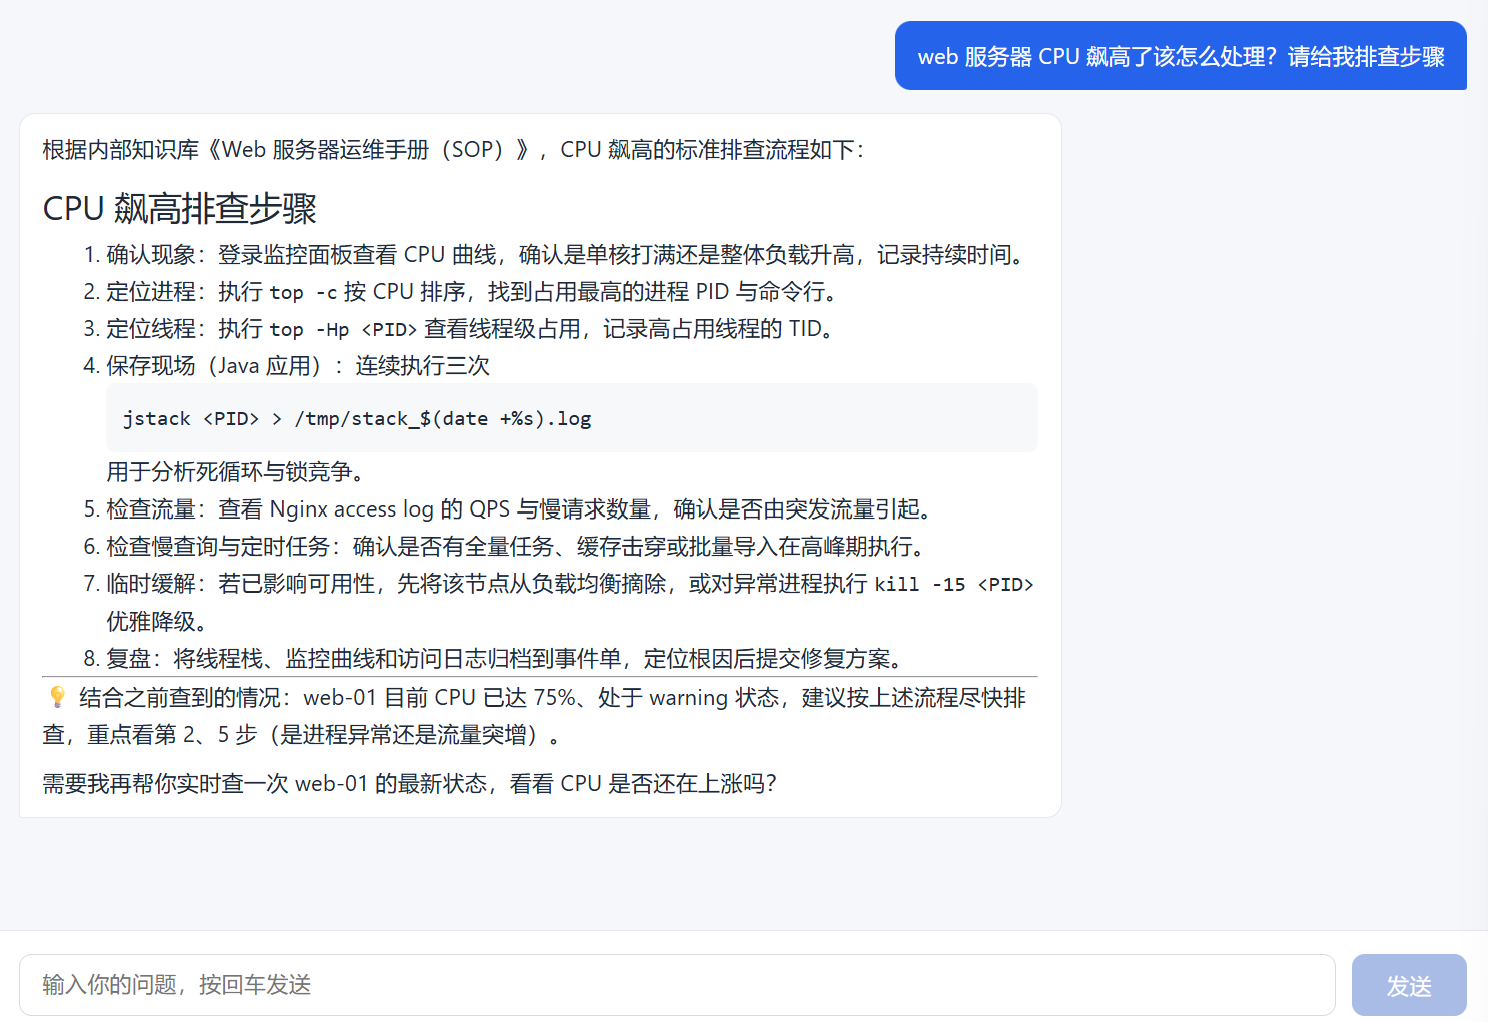 web 服务器 CPU 飙高了该怎么处理？请给我排查步骤
根据内部知识库《Web 服务器运维手册（SOP）》，CPU 飙高的标准排查流程如下：
CPU 飙高排查步骤
1. 确认现象：登录监控面板查看 CPU 曲线，确认是单核打满还是整体负载升高，记录持续时间。
2. 定位进程：执行 top -c 按 CPU 排序，找到占用最高的进程 PID 与命令行。
3. 定位线程：执行 top -Hp <PID> 查看线程级占用，记录高占用线程的 TID。
4. 保存现场（Java 应用）：连续执行三次
jstack <PID> > /tmp/stack_$(date +%s).log
用于分析死循环与锁竞争。
5. 检查流量：查看 Nginx access log 的 QPS 与慢请求数量，确认是否由突发流量引起。
6. 检查慢查询与定时任务：确认是否有全量任务、缓存击穿或批量导入在高峰期执行。
7. 临时缓解：若已影响可用性，先将该节点从负载均衡摘除，或对异常进程执行 kill -15 <PID>
优雅降级。
8. 复盘：将线程栈、监控曲线和访问日志归档到事件单，定位根因后提交修复方案。
💡 结合之前查到的情况：web-01 目前 CPU 已达 75%、处于 warning 状态，建议按上述流程尽快排
查，重点看第 2、5 步（是进程异常还是流量突增）。
需要我再帮你实时查一次 web-01 的最新状态，看看 CPU 是否还在上涨吗？
输入你的问题，按回车发送
发送